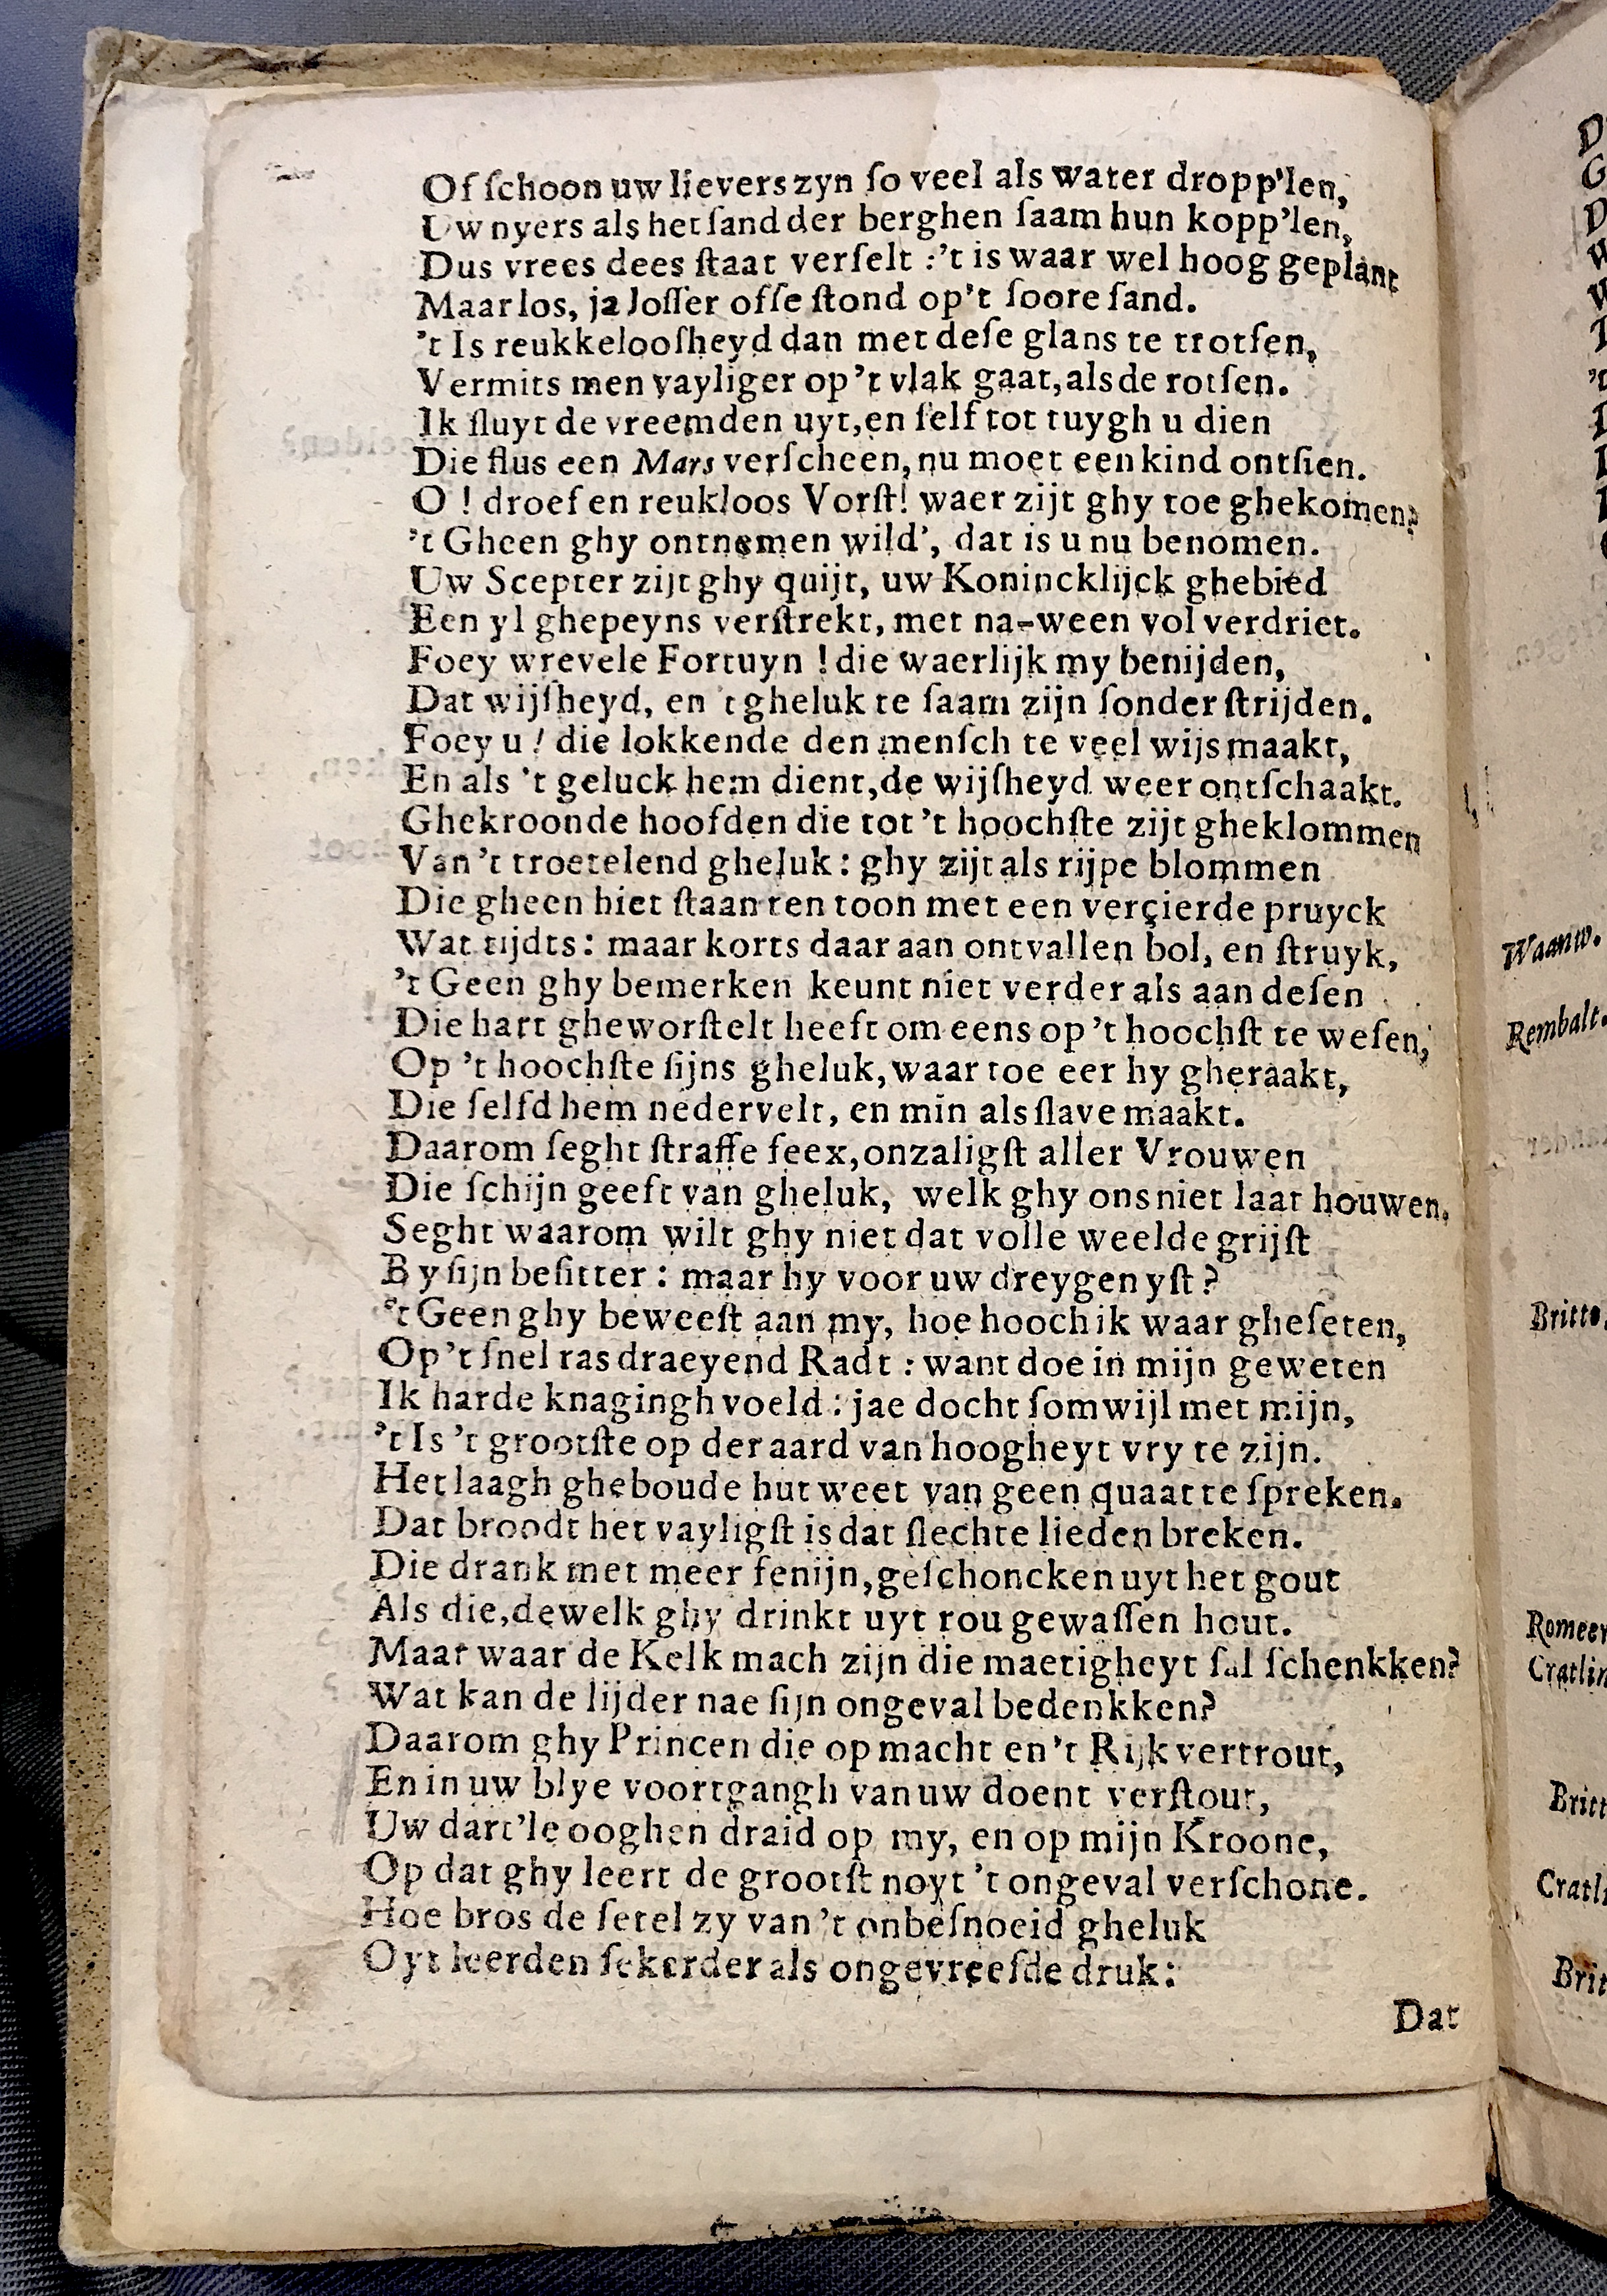 Of ſchoon uw lievers zyn ſo veel als water dropp'len,
Uw nyers als het ſand der berghen ſaam hun kopp'len,
Dus vrees dees ſtaat verſelt :'t is waar wel hoog geplant
Maar los, ja loſſer oſſe ſtond op't ſoore ſand.
't Is reukkelooſheyd dan met deſe glans te trotſen,
Vermits men vayliger op 't vlak gaat, als de rotſen.
Ik ſluyt de vreemden uyt, en ſelf tot tuygh u dien
Die flus een Mars verſcheen, nu moet een kind ontſien.
O ! droef en reukloos Vorſt! waer zijt ghy toe ghekomen?
't Gheen ghy ontnemen wild', dat is u nu benomen.
Uw Scepter zijt ghy quijt, uw Konincklijck ghebied
Een yl ghepeyns verſtrekt, met na-ween vol verdriet.
Foey wrevele Fortuyn ! die waerlijk my benijden,
Dat wijſheyd, en 't gheluk te ſaam zijn ſonder ſtrijden.
Foey u ! die lokkende den menſch te veel wijs maakt,
En als 't geluck hem dient, de wijſheyd weer ontſchaakt.
Ghekroonde hoofden die tot 't hoochſte zijt gheklommen
Van 't troetelend gheluk : ghy zijt als rijpe blommen
Die gheen hiet ſtaan ten toon met een verçierde pruyck
Wat tijdts : maar korts daar aan ontvallen bol, en ſtruyk,
't Geen ghy bemerken keunt niet verder als aan deſen
Die hart gheworſtelt heeft om eens op 't hoochſt te weſen,
Op 't hoochſte ſijns gheluk, waar toe eer hy gheraakt,
Die ſelfd hem nedervelt, en min als ſlave maakt.
Daarom ſeght ſtraffe feex, onzaligſt aller Vrouwen
Die ſchijn geeft van gheluk, welk ghy ons niet laat houwen.
Seght waarom wilt ghy niet dat volle weelde grijſt
By ſijn beſitter : maar hy voor uw dreygen yſt ?
't Geen ghy beweeſt aan my, hoe hooch ik waar gheſeten,
Op 't ſnel ras draeyend Radt : want doe in mijn geweten
Ik harde knagingh voeld : jae docht ſomwijl met mijn,
't Is 't grootſte op der aard van hoogheyt vry te zijn.
Het laagh gheboude hut weet van geen quaat te ſpreken.
Dat broodt het vayligſt is dat ſlechte lieden breken.
Die drank met meer fenijn, geſchoncken uyt het gout
Als die, dewelk ghy drinkt uyt rou gewaſſen hout.
Maar waar de Kelk mach zijn die maetigheyt ſal ſchenkken?
Wat kan de lijder nae ſijn ongeval bedenkken?
Daarom ghy Princen die op macht en 't Rijk vertrout,
En in uw blye voortgangh van uw doent verſtout,
Uw dart'le ooghen draid op my, en op mijn Kroone,
Op dat ghy leert de grootſt noyt 't ongeval verſchone.
Hoe bros de ſetel zy van 't onbeſnoeid gheluk
Oyt leerden ſekerder als ongevreeſde druk :
Dat
Waanw.
Rembalt.
Britto.
Romeen
Cratlin
Britt
Cratli
Brit